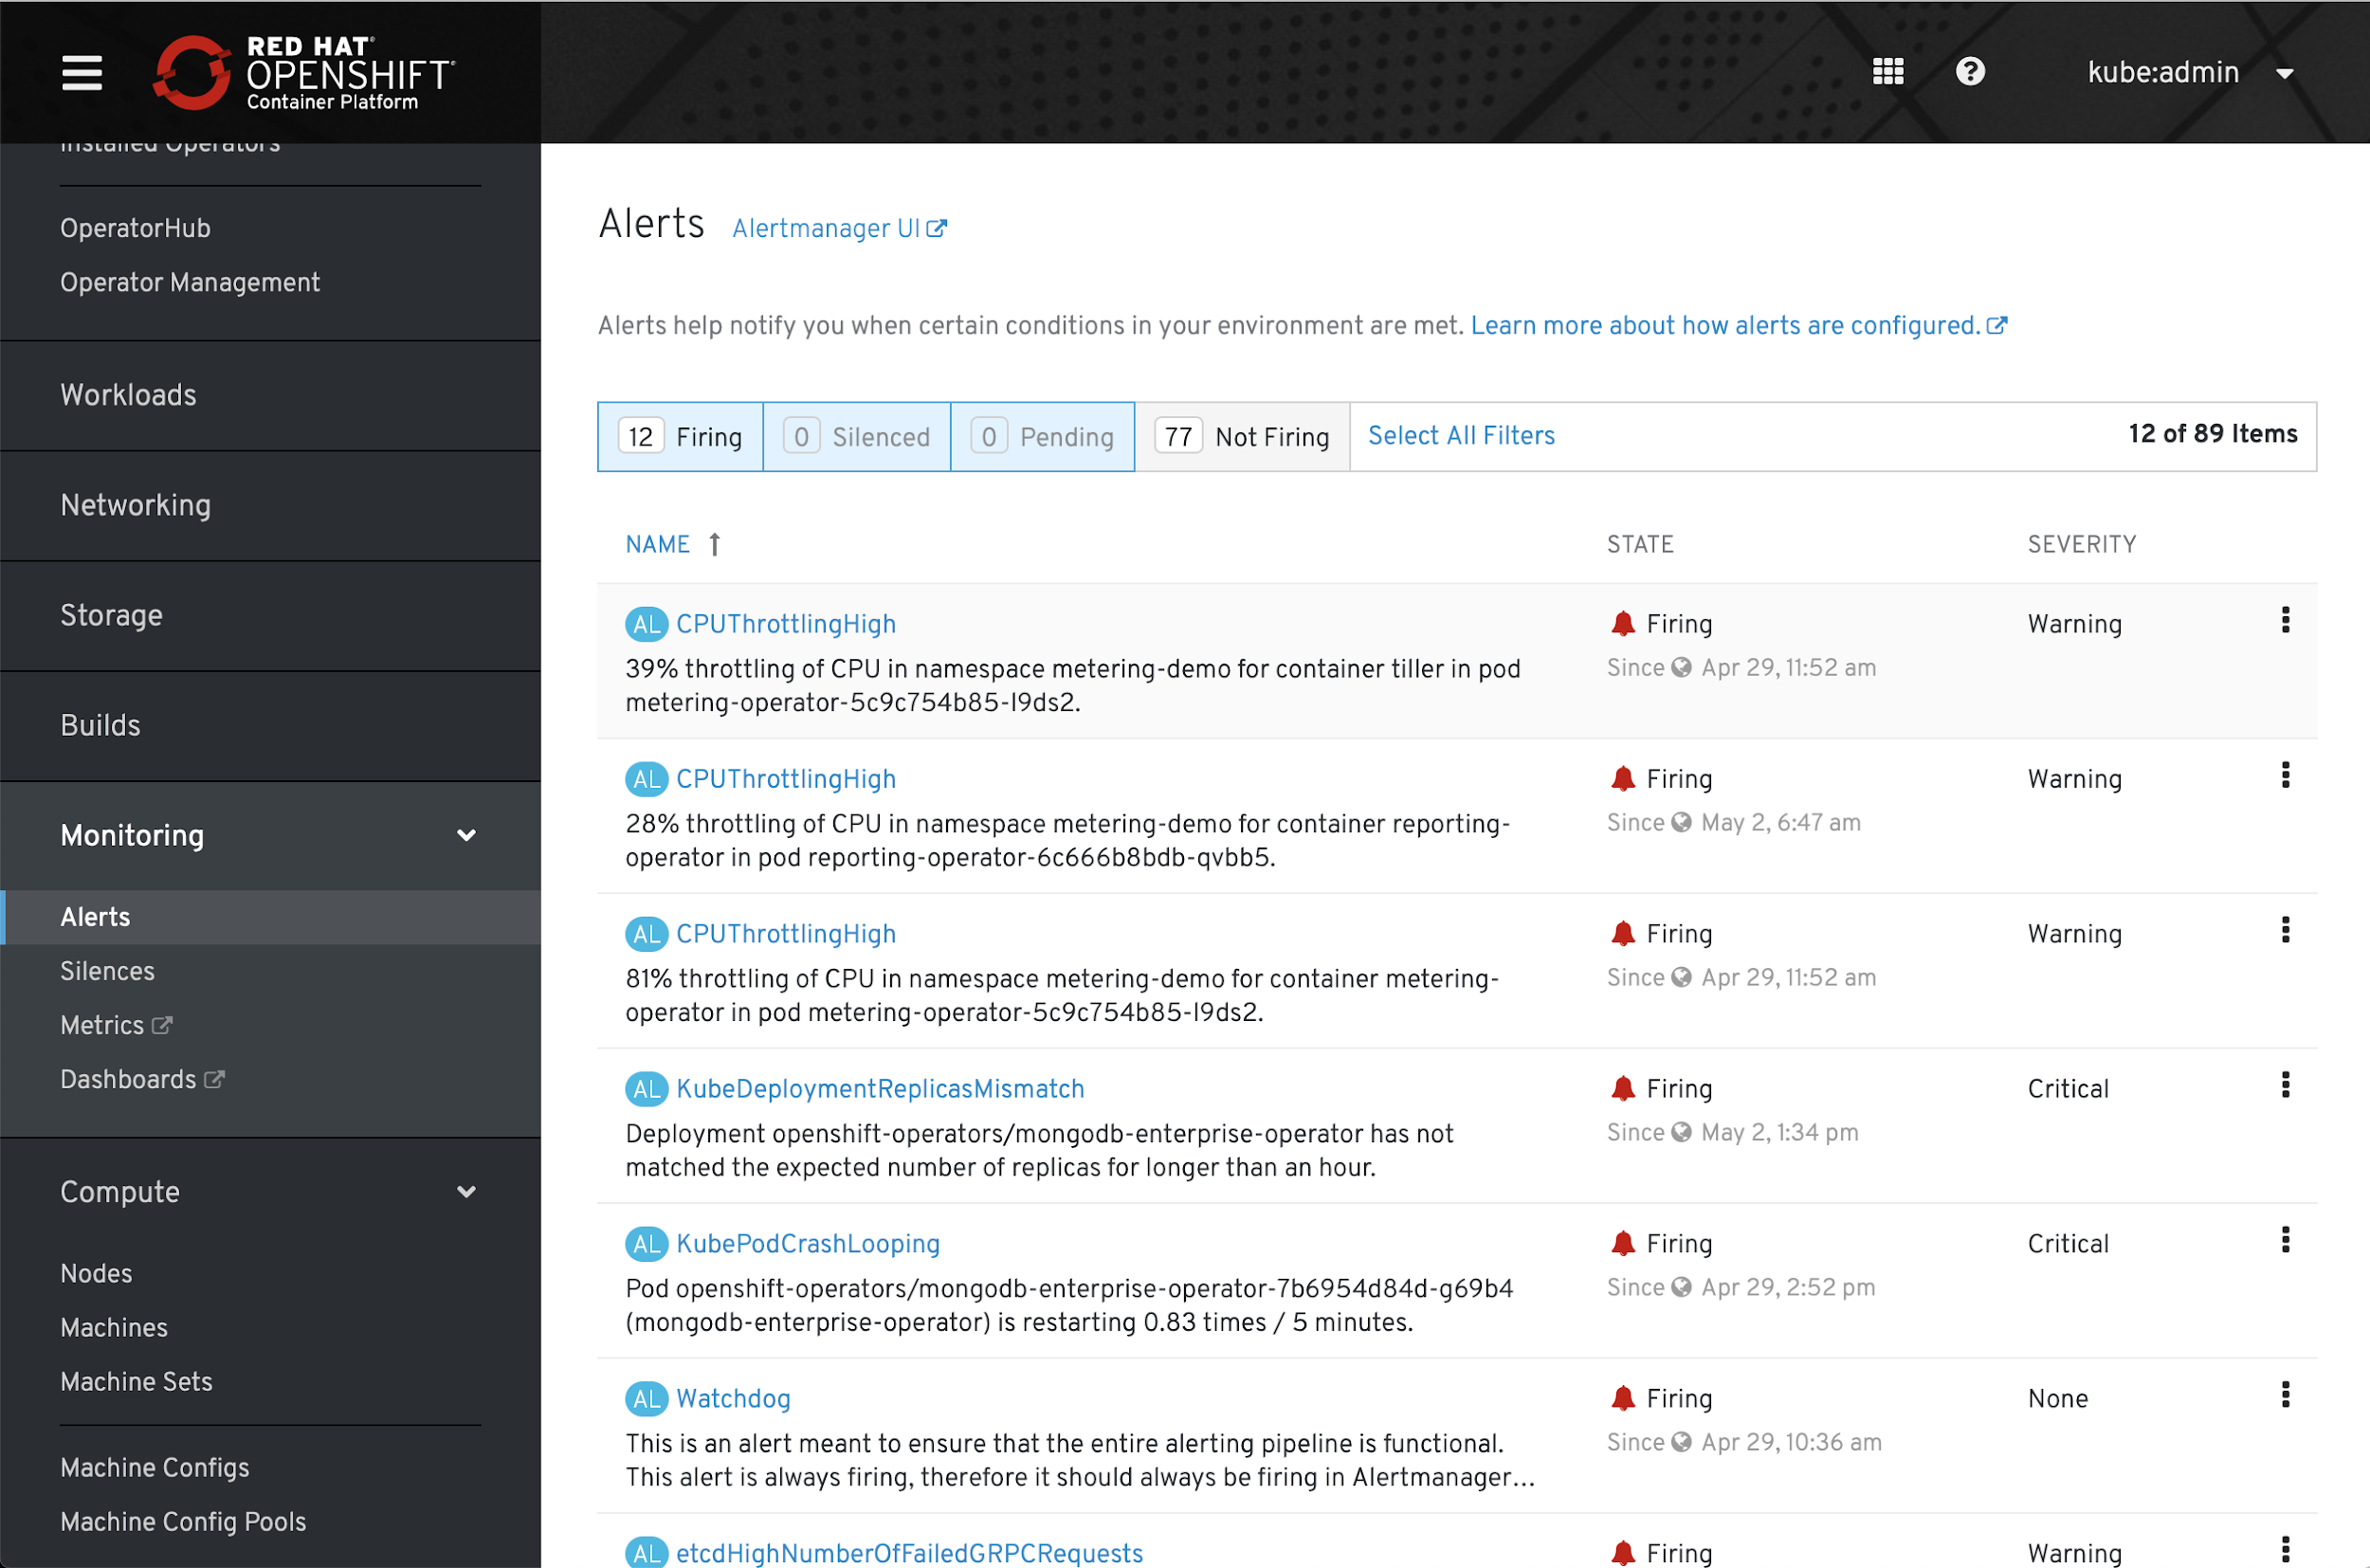 RED HAT®
OPENSHIFT®
Container Platform
kube:admin
Installed Operators
OperatorHub
Operator Management
Workloads
Networking
Storage
Builds
Monitoring
Alerts
Silences
Metrics
Dashboards
Compute
Nodes
Machines
Machine Sets
Machine Configs
Machine Config Pools
Alerts Alertmanager UI
Alerts help notify you when certain conditions in your environment are met. Learn more about how alerts are configured.
12 Firing 0 Silenced 0 Pending 77 Not Firing Select All Filters 12 of 89 Items
NAME STATE SEVERITY
AL CPUThrottlingHigh Firing Warning
39% throttling of CPU in namespace metering-demo for container tiller in pod Since Apr 29, 11:52 am
metering-operator-5c9c754b85-l9ds2.
AL CPUThrottlingHigh Firing Warning
28% throttling of CPU in namespace metering-demo for container reporting- Since May 2, 6:47 am
operator in pod reporting-operator-6c666b8bdb-qvbb5.
AL CPUThrottlingHigh Firing Warning
81% throttling of CPU in namespace metering-demo for container metering- Since Apr 29, 11:52 am
operator in pod metering-operator-5c9c754b85-l9ds2.
AL KubeDeploymentReplicasMismatch Firing Critical
Deployment openshift-operators/mongodb-enterprise-operator has not Since May 2, 1:34 pm
matched the expected number of replicas for longer than an hour.
AL KubePodCrashLooping Firing Critical
Pod openshift-operators/mongodb-enterprise-operator-7b6954d84d-g69b4 Since Apr 29, 2:52 pm
(mongodb-enterprise-operator) is restarting 0.83 times / 5 minutes.
AL Watchdog Firing None
This is an alert meant to ensure that the entire alerting pipeline is functional. Since Apr 29, 10:36 am
This alert is always firing, therefore it should always be firing in Alertmanager...
AL etcdHighNumberOfFailedGRPCRequests Firing Warning